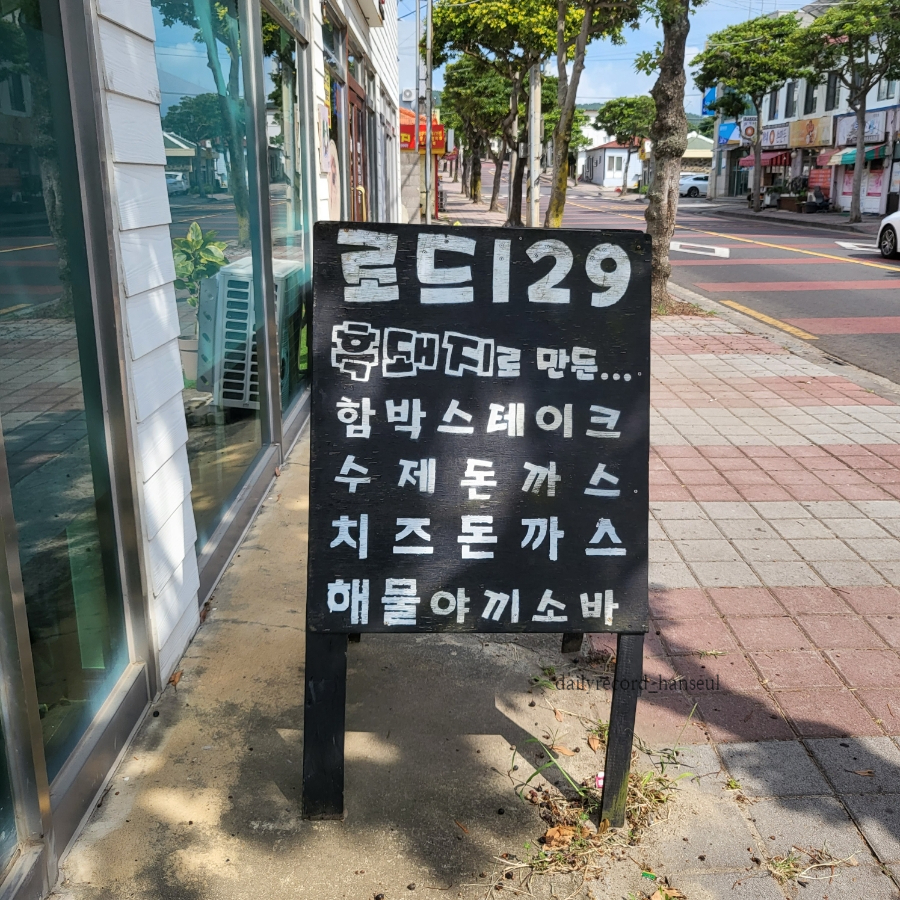 로드129
흑돼지로 만든...
함박스테이크
수제돈까스
치즈돈까스
해물야끼소바
dailyrecord_hanseul